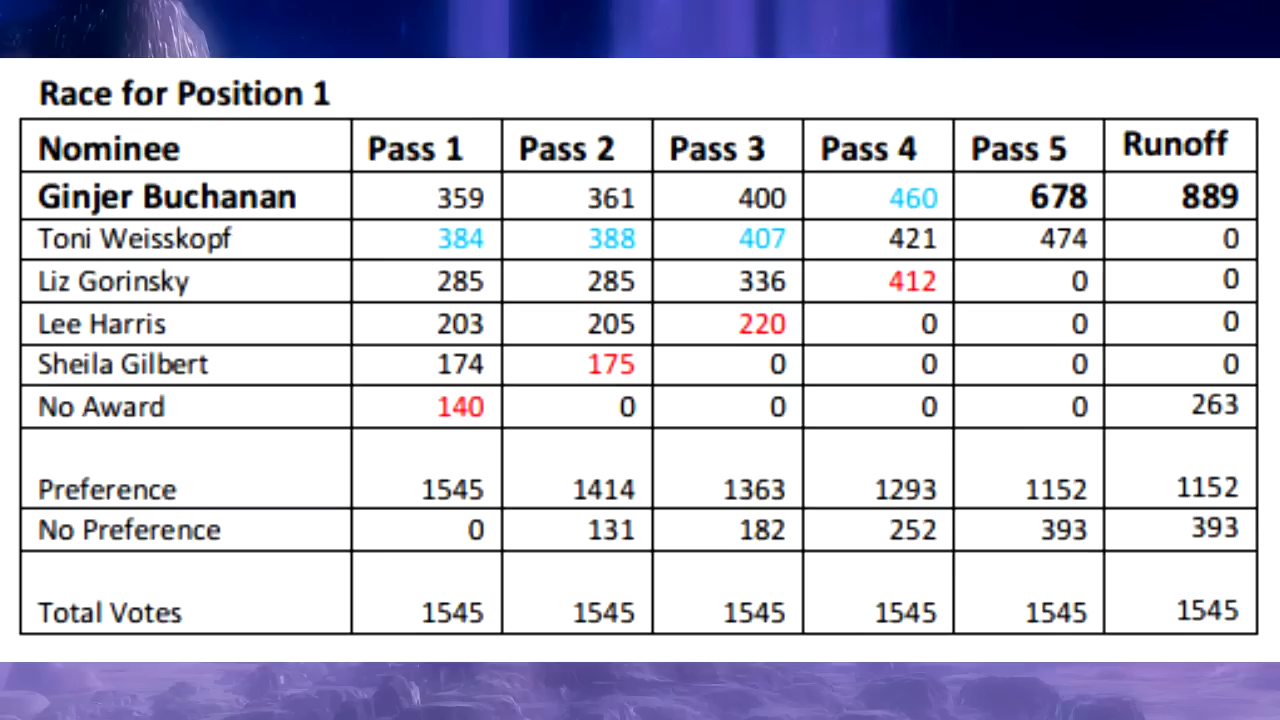 Race for Position 1
Nominee Pass 1 Pass 2 Pass 3 Pass 4 Pass 5 Runoff
Ginjer Buchanan 359 361 400 460 678 889
Toni Weisskopf 384 388 407 421 474 0
Liz Gorinsky 285 285 336 412 0 0
Lee Harris 203 205 220 0 0 0
Sheila Gilbert 174 175 0 0 0 0
No Award 140 0 0 0 0 263
Preference 1545 1414 1363 1293 1152 1152
No Preference 0 131 182 252 393 393
Total Votes 1545 1545 1545 1545 1545 1545